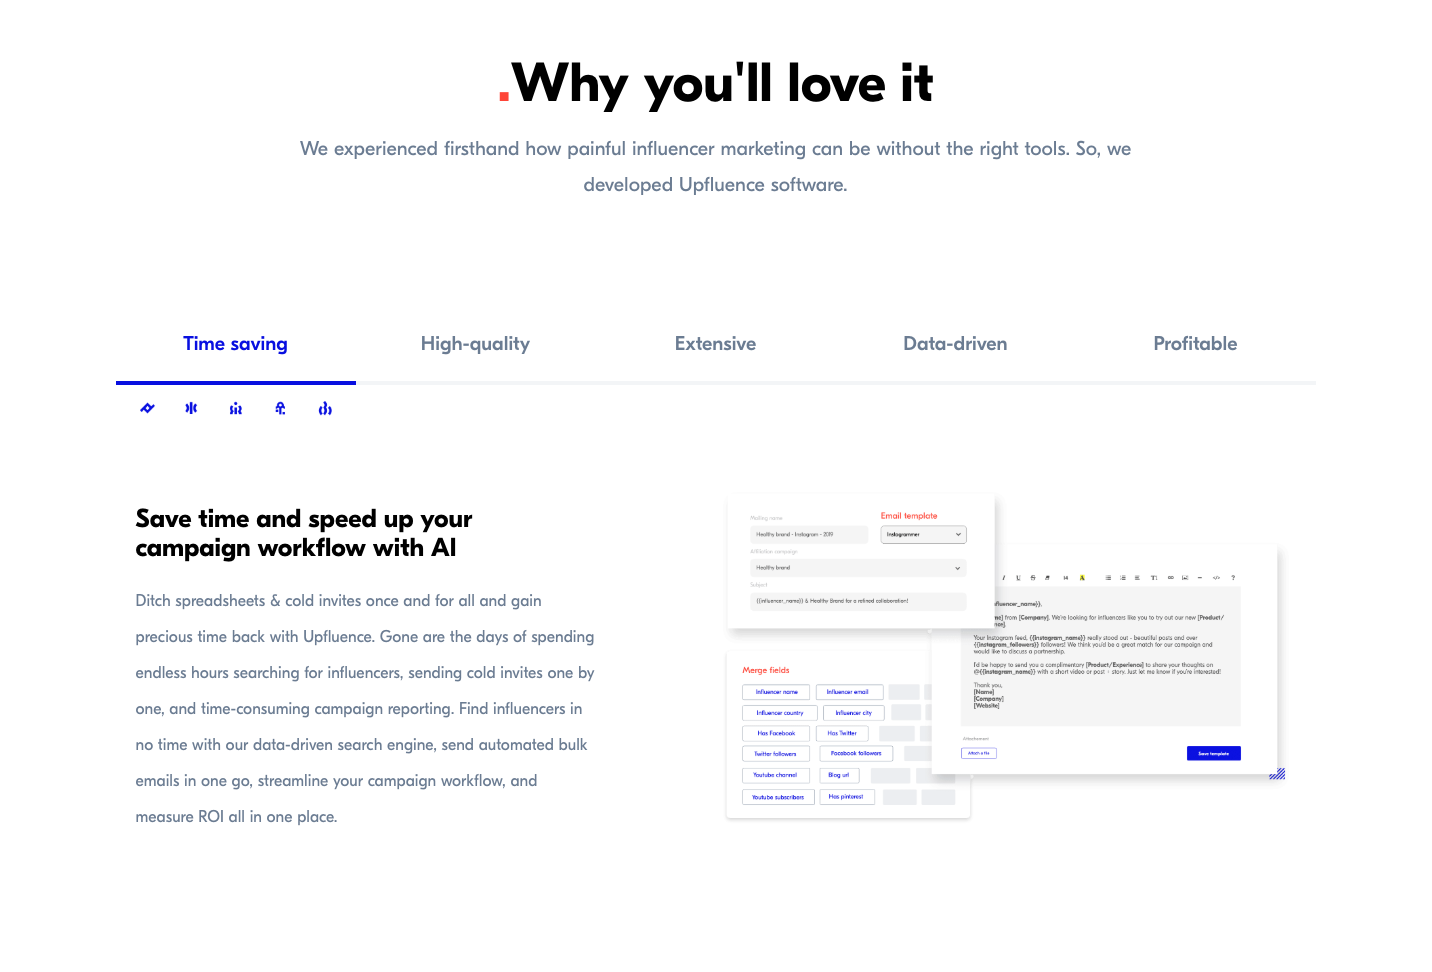 .Why you'll love it
We experienced firsthand how painful influencer marketing can be without the right tools. So, we
developed Upfluence software.
Time saving
High-quality
Extensive
Data-driven
Profitable
Save time and speed up your
campaign workflow with AI
Ditch spreadsheets & cold invites once and for all and gain
precious time back with Upfluence. Gone are the days of spending
endless hours searching for influencers, sending cold invites one by
one, and time-consuming campaign reporting. Find influencers in
no time with our data-driven search engine, send automated bulk
emails in one go, streamline your campaign workflow, and
measure ROI all in one place.
Mailing name
Email template
Healthy brand - Instagram - 2019
Instagrammer
Affiliation campaign
Healthy brand
Subject
{{influencer_name}} & Healthy Brand for a refined collaboration!
Merge fields
Influencer name
Influencer email
Influencer country
Influencer city
Has Facebook
Has Twitter
Twitter followers
Facebook followers
Youtube channel
Blog url
Youtube subscribers
Has pinterest
fluencer_name}},
from [Company]. We're looking for influencers like you to try out our new [Product/
Your Instagram feed, {{instagram_name}} really stood out - beautiful posts and over
{{instagram_followers}} followers! We think you'd be a great match for our campaign and
would like to discuss a partnership.
I'd be happy to send you a complimentary [Product/Experience] to share your thoughts on
@{{instagram_name}} with a short video or post + story. Just let me know if you're interested!
Thank you,
[Name]
[Company]
[Website]
Attachement
Attach a file
Save template